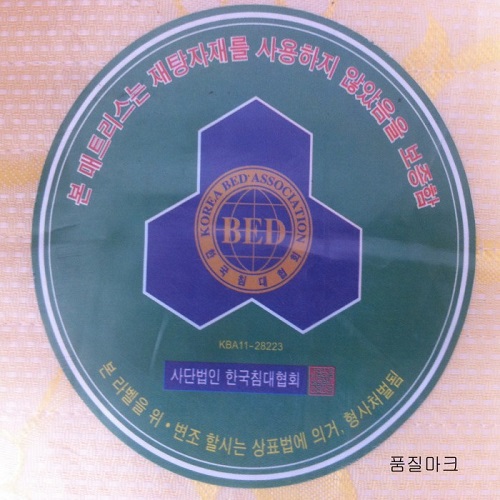 본 매트리스는 재탕자재를 사용하지 않았음을 보증함
KOREA BED ASSOCIATION
BED
한국침대협회
KBA11-28223
사단법인 한국침대협회
본 라벨을 위·변조 할시는 상표법에 의거, 형사처벌됨
품질마크